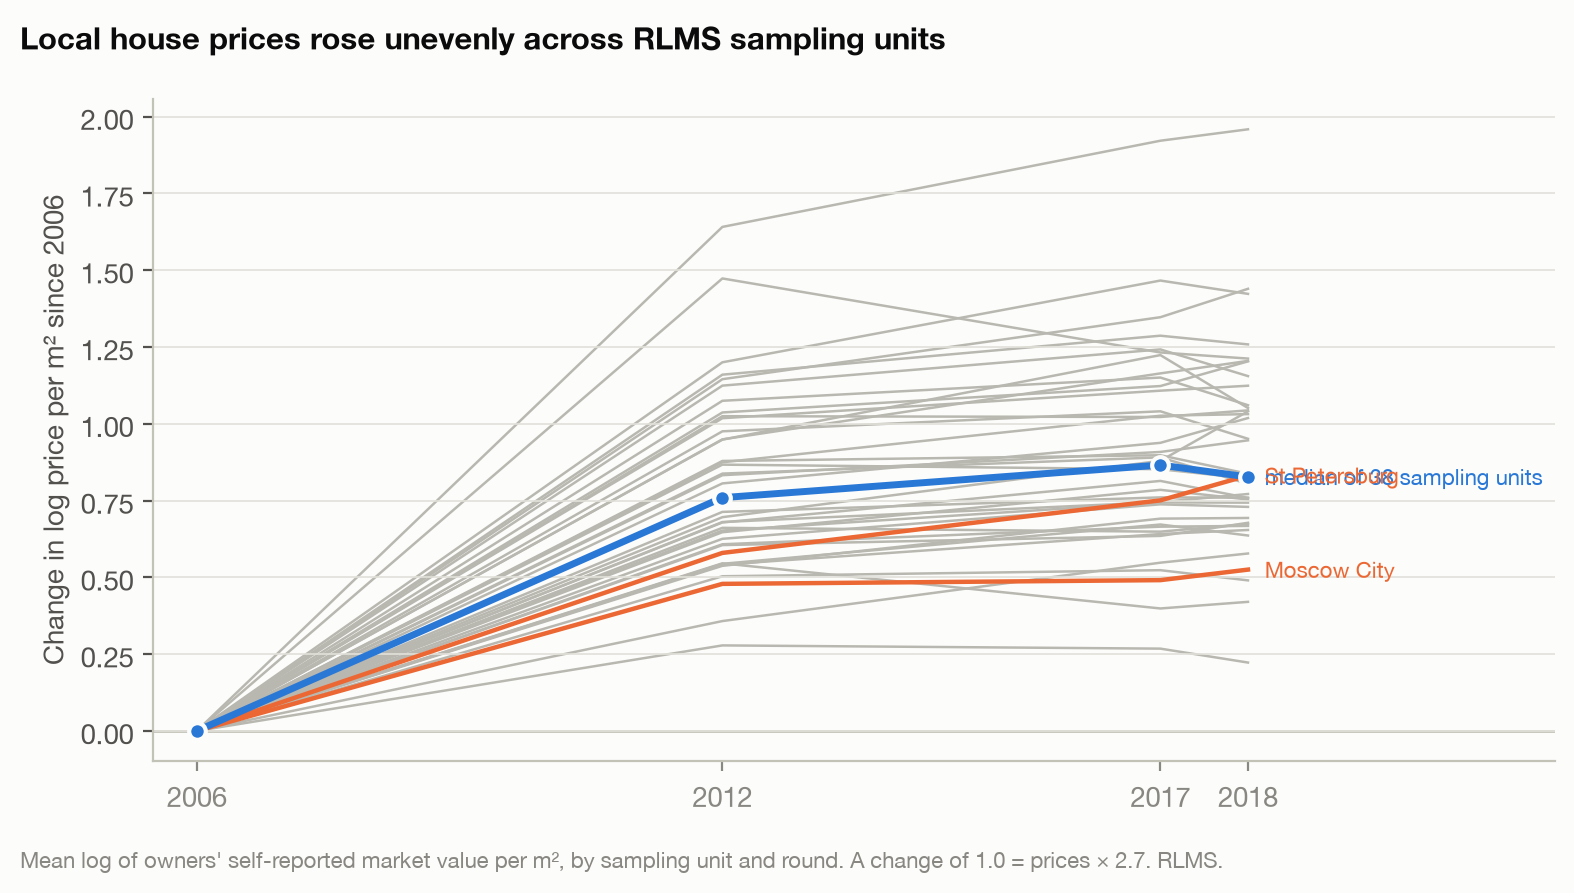 Local house prices rose unevenly across RLMS sampling units
Change in log price per m² since 2006
2.00
1.75
1.50
1.25
1.00
0.75
0.50
0.25
0.00
St Petersburg
median of 38 sampling units
Moscow City
2006
2012
2017
2018
Mean log of owners' self-reported market value per m², by sampling unit and round. A change of 1.0 = prices × 2.7. RLMS.